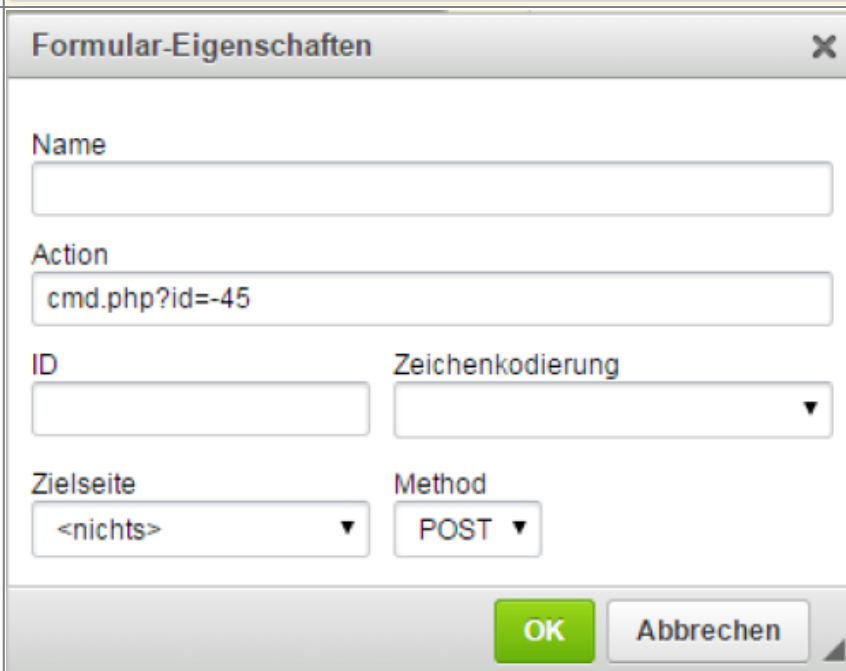 Formular-Eigenschaften
Name
Action
cmd.php?id=-45
ID Zeichenkodierung
Zielseite Method
<nichts> POST
OK Abbrechen